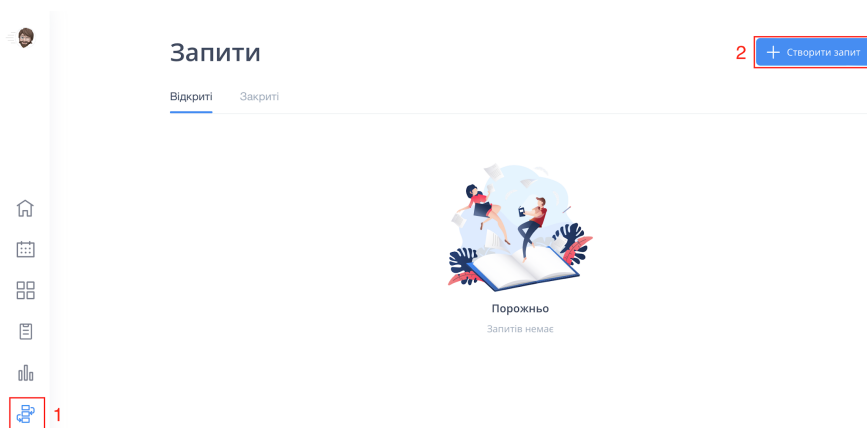 Запити
2
Створити запит
Відкриті
Закриті
Порожньо
Запитів немає
1